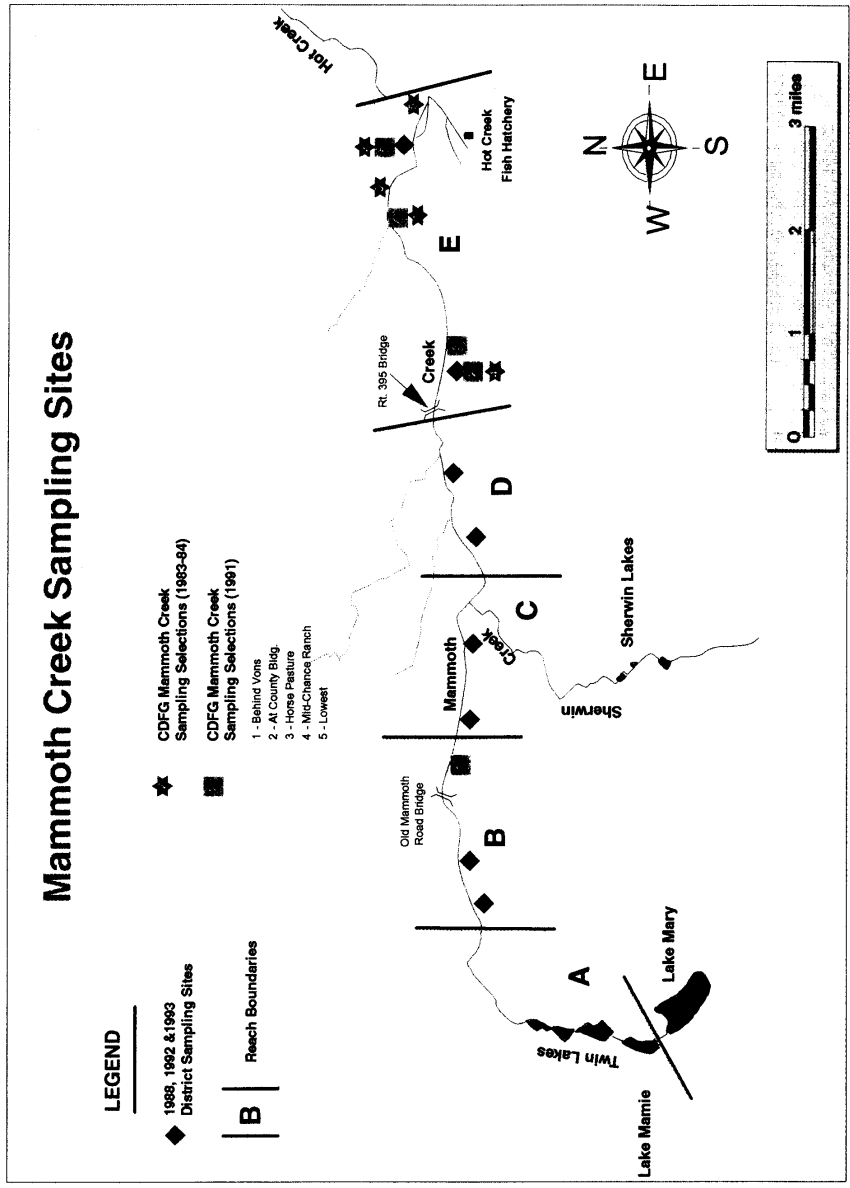 Mammoth Creek Sampling Sites
LEGEND
1988, 1992 &1993
District Sampling Sites
B
Reach Boundaries
CDFG Mammoth Creek
Sampling Selections (1983-84)
CDFG Mammoth Creek
Sampling Selections (1991)
1 - Behind Vons
2 - At County Bldg.
3 - Horse Pasture
4 - Mid-Chance Ranch
5 - Lowest
Lake Mamie
Lake Mary
Twin Lakes
A
B
Old Mammoth
Road Bridge
Mammoth
Creek
C
Sherwin
Creek
Sherwin Lakes
D
Rt. 395 Bridge
E
Hot Creek
Hot Creek
Fish Hatchery
N
E
S
W
0
1
2
3 miles